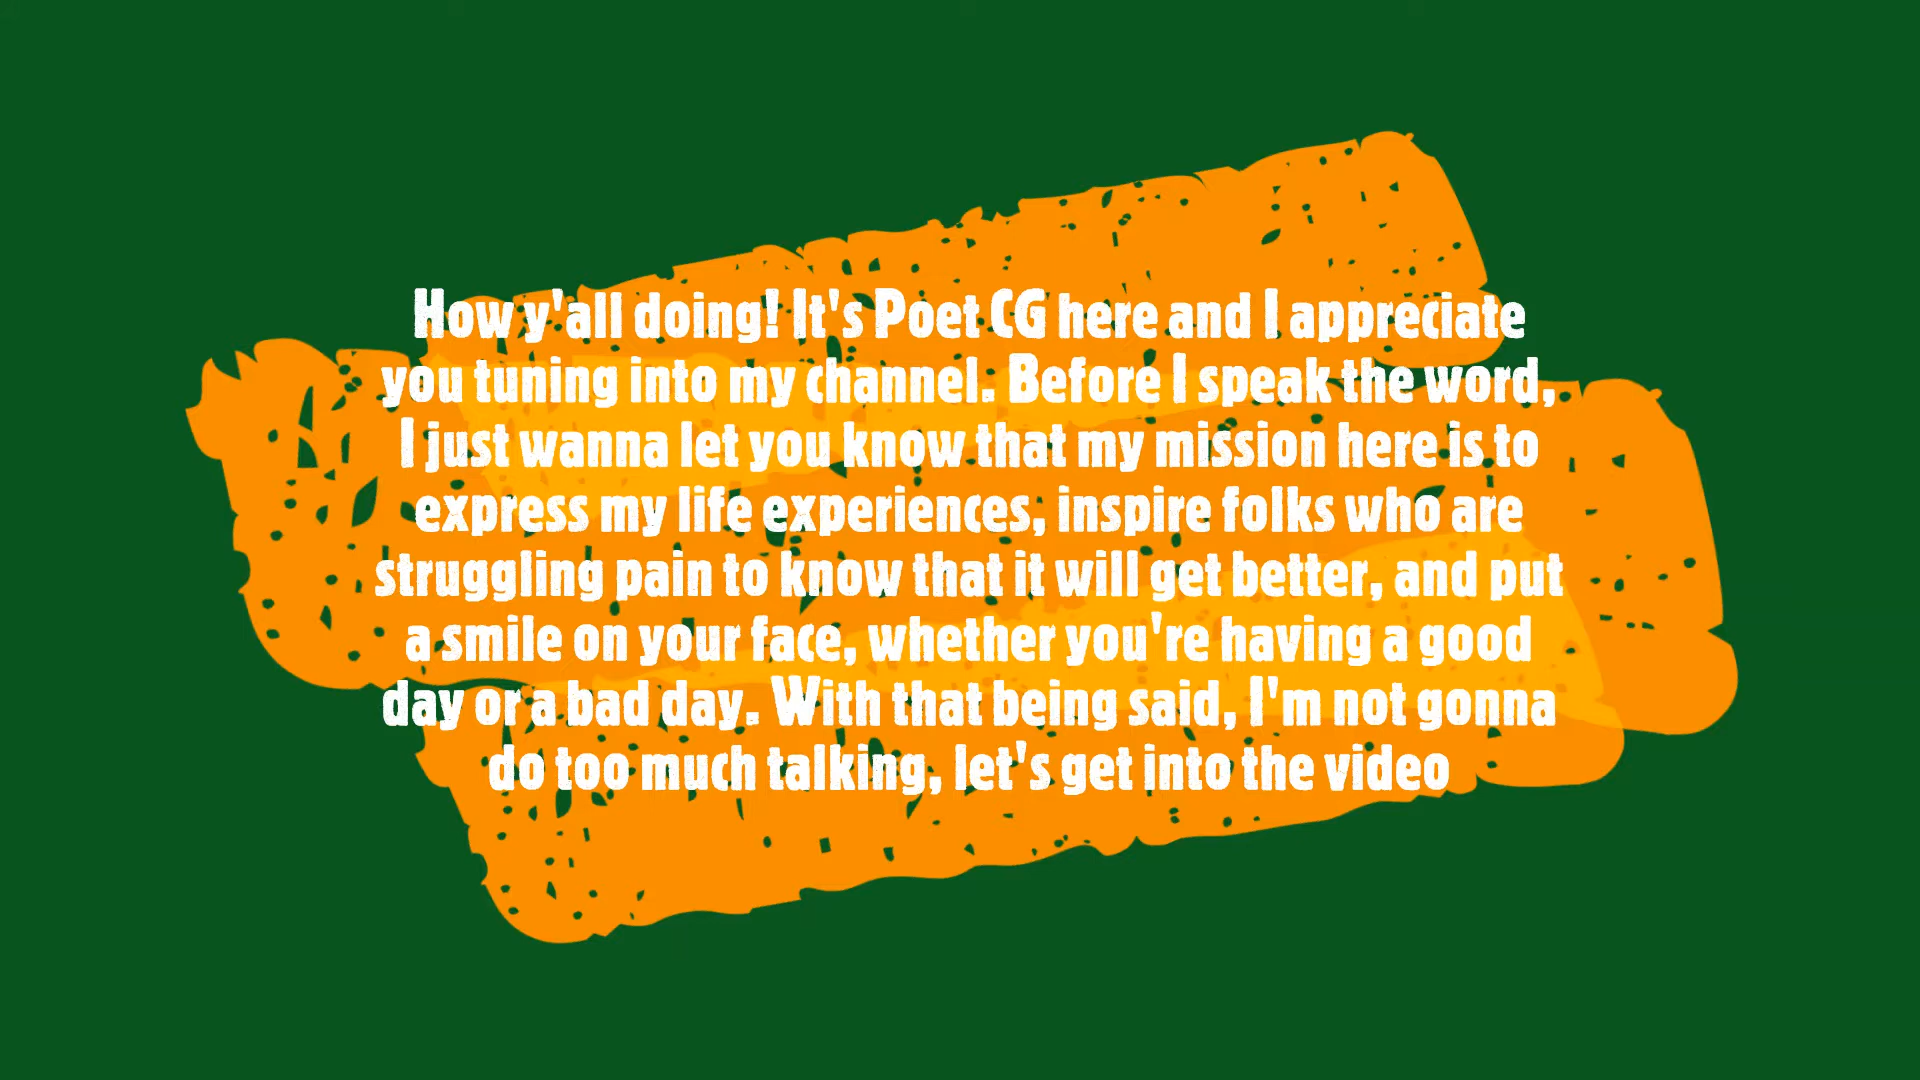 How y'all doing! It's Poet CG here and I appreciate
you tuning into my channel. Before I speak the word,
I just wanna let you know that my mission here is to
express my life experiences, inspire folks who are
struggling pain to know that it will get better, and put
a smile on your face, whether you're having a good
day or a bad day. With that being said, I'm not gonna
do too much talking, let's get into the video